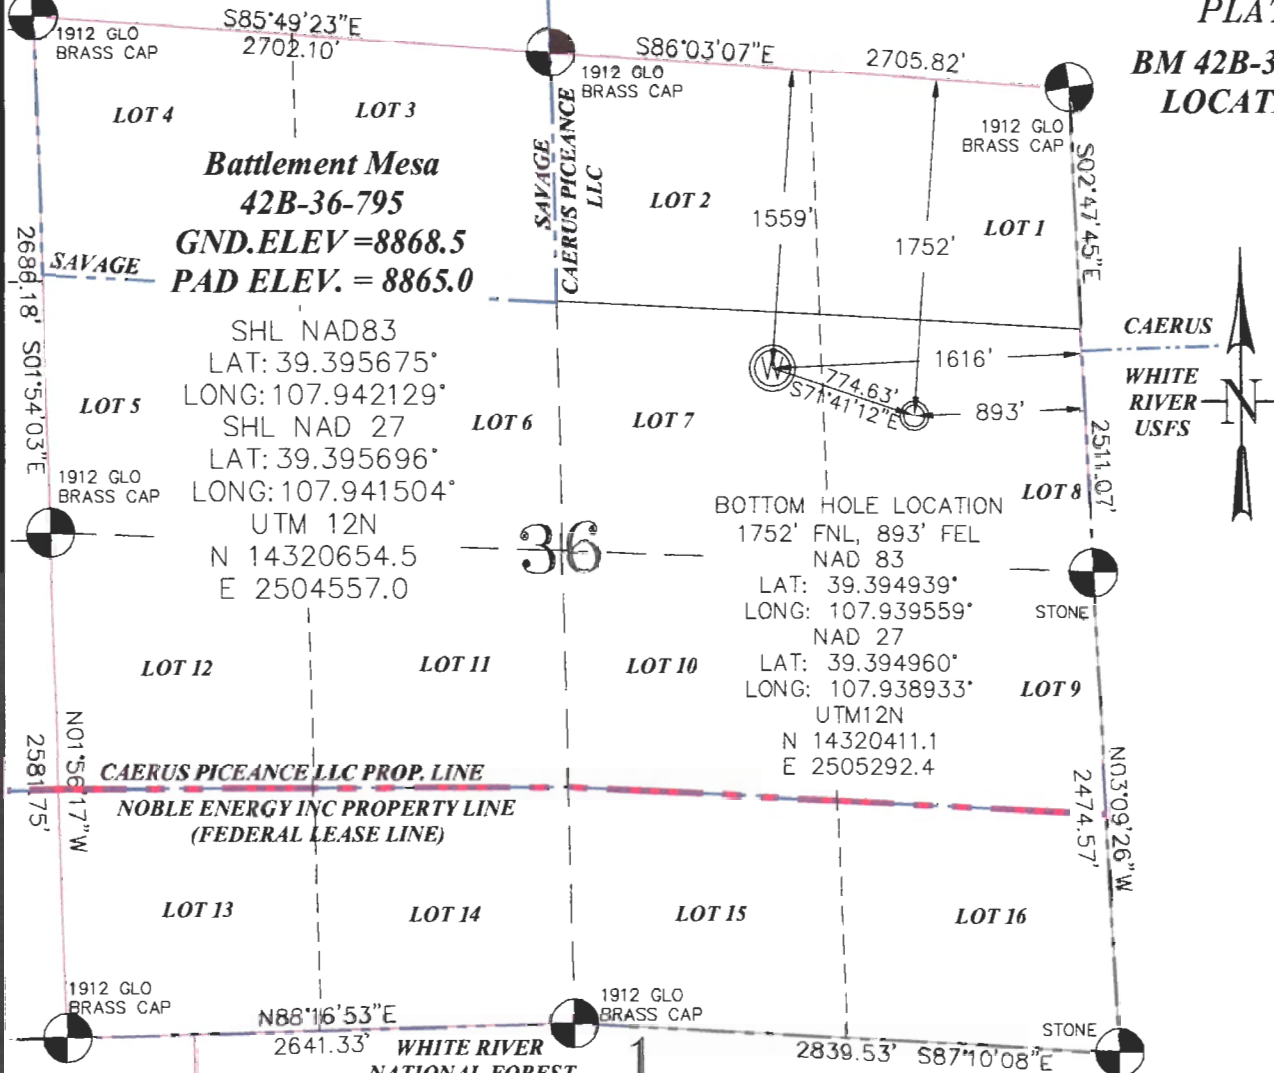 PLAT
BM 42B-3
LOCAT
S85°49'23"E
2702.10'
S86°03'07"E
2705.82'
1912 GLO
BRASS CAP
1912 GLO
BRASS CAP
1912 GLO
BRASS CAP
LOT 4
LOT 3
LOT 2
LOT 1
Battlement Mesa
42B-36-795
GND.ELEV =8868.5
PAD ELEV. = 8865.0
SAVAGE
CAERUS PICEANCE
LLC
1559'
1752'
S02°47'45"E
2511.07'
SAVAGE
2686.18' S01°54'03"E
SHL NAD83
LAT: 39.395675°
LONG: 107.942129°
SHL NAD 27
LAT: 39.395696°
LONG: 107.941504°
UTM 12N
N 14320654.5
E 2504557.0
CAERUS
WHITE
RIVER
USFS
N
W
1616'
774.63'
S71°41'12"E
893'
LOT 5
LOT 6
LOT 7
LOT 8
1912 GLO
BRASS CAP
36
BOTTOM HOLE LOCATION
1752' FNL, 893' FEL
NAD 83
LAT: 39.394939°
LONG: 107.939559°
NAD 27
LAT: 39.394960°
LONG: 107.938933°
UTM12N
N 14320411.1
E 2505292.4
STONE
LOT 12
LOT 11
LOT 10
LOT 9
N01°56'17"W
2581.75'
CAERUS PICEANCE LLC PROP. LINE
NOBLE ENERGY INC PROPERTY LINE
(FEDERAL LEASE LINE)
N03°09'26"W
2474.57'
LOT 13
LOT 14
LOT 15
LOT 16
1912 GLO
BRASS CAP
1912 GLO
BRASS CAP
STONE
N88°16'53"E
2641.33'
WHITE RIVER
NATIONAL FOREST
1
2839.53' S87°10'08"E